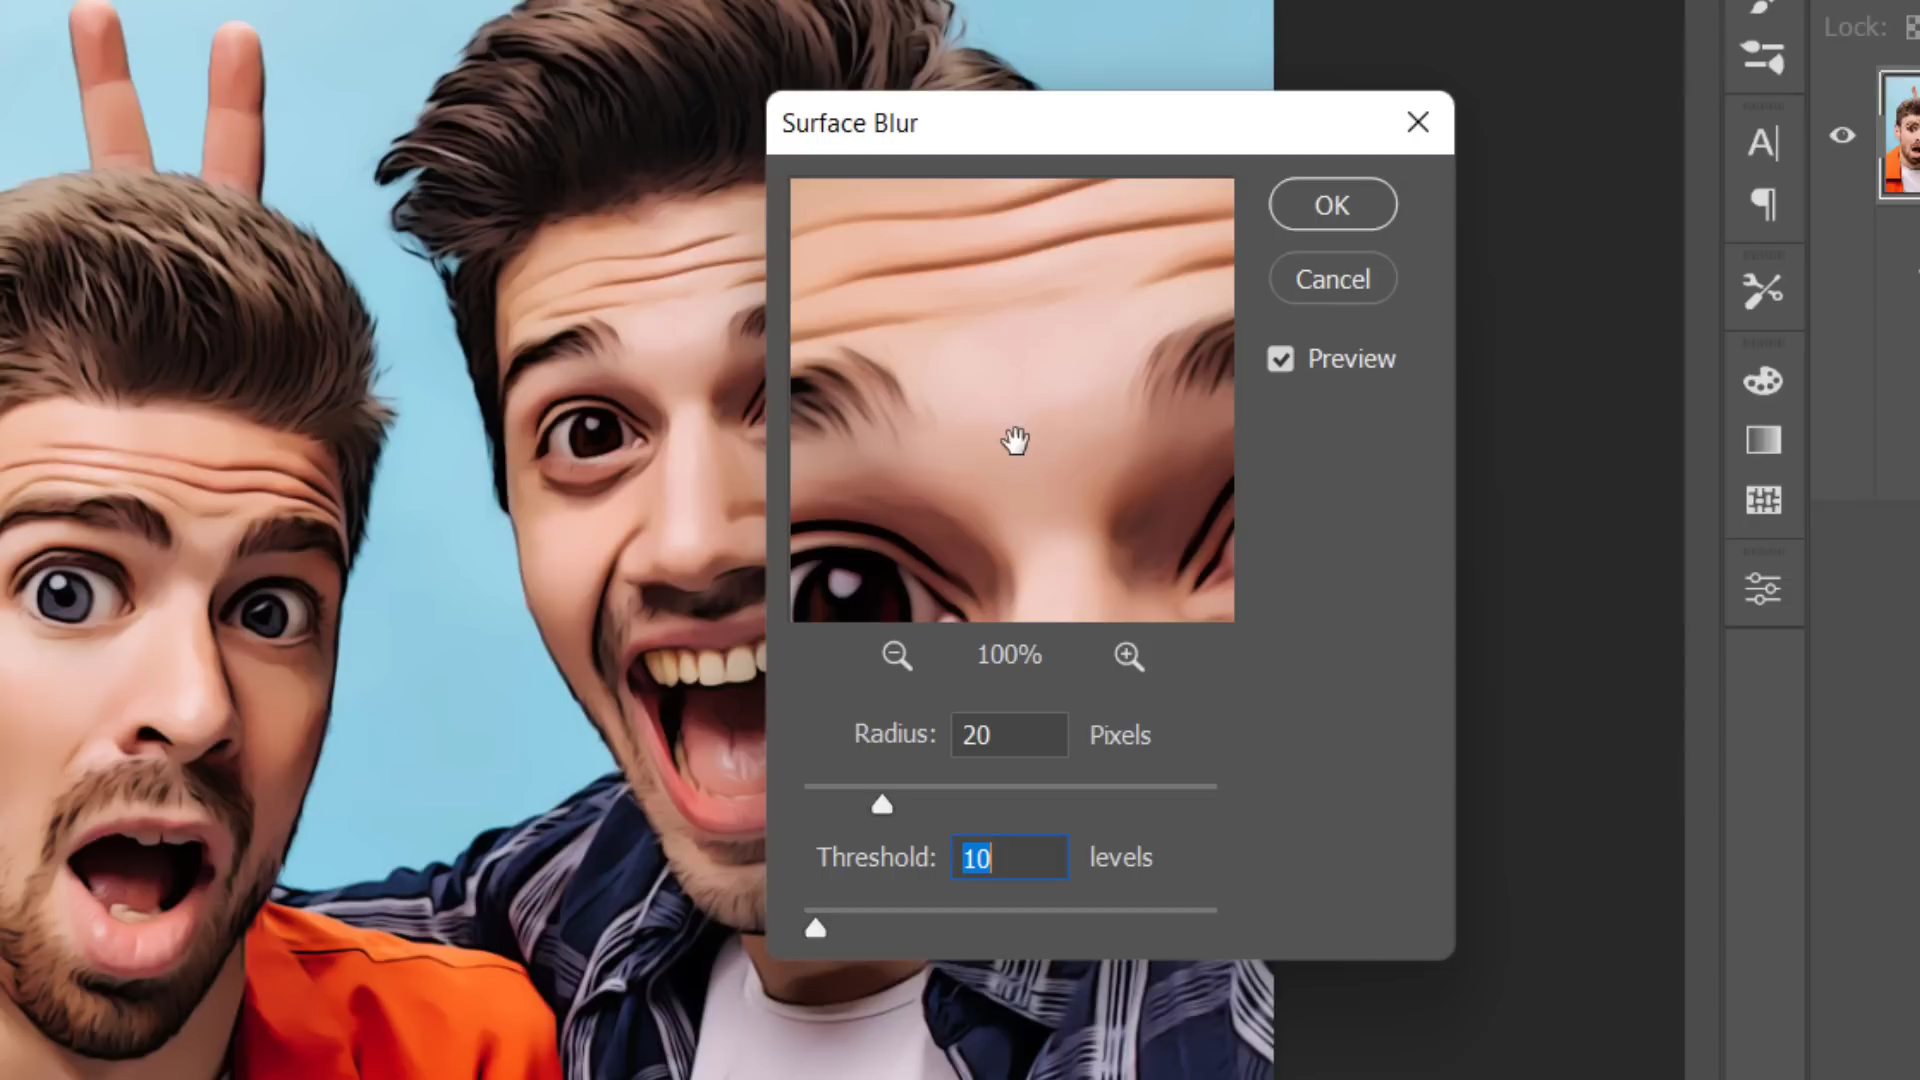 Lock:
Surface Blur
OK
Cancel
Preview
100%
Radius: 20 Pixels
Threshold: 10 levels